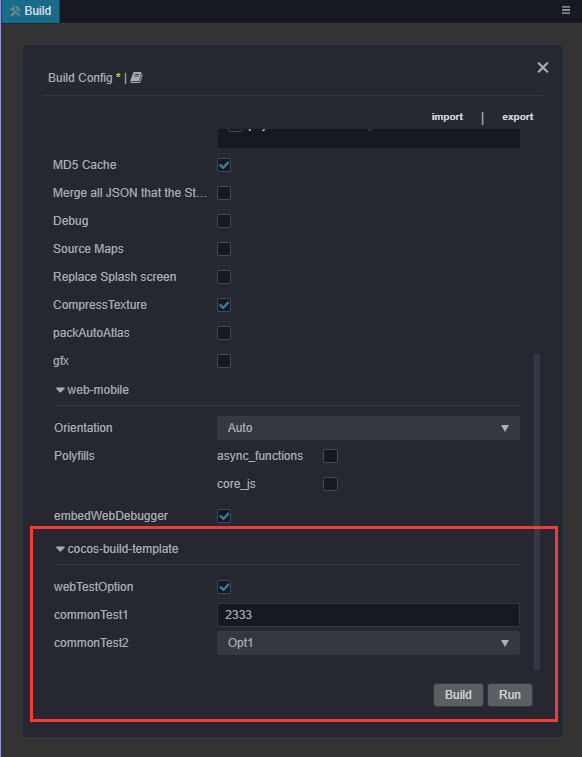 Build
Build Config * |
import | export
MD5 Cache
Merge all JSON that the St...
Debug
Source Maps
Replace Splash screen
CompressTexture
packAutoAtlas
gfx
web-mobile
Orientation Auto
Polyfills async_functions
core_js
embedWebDebugger
cocos-build-template
webTestOption
commonTest1 2333
commonTest2 Opt1
Build Run